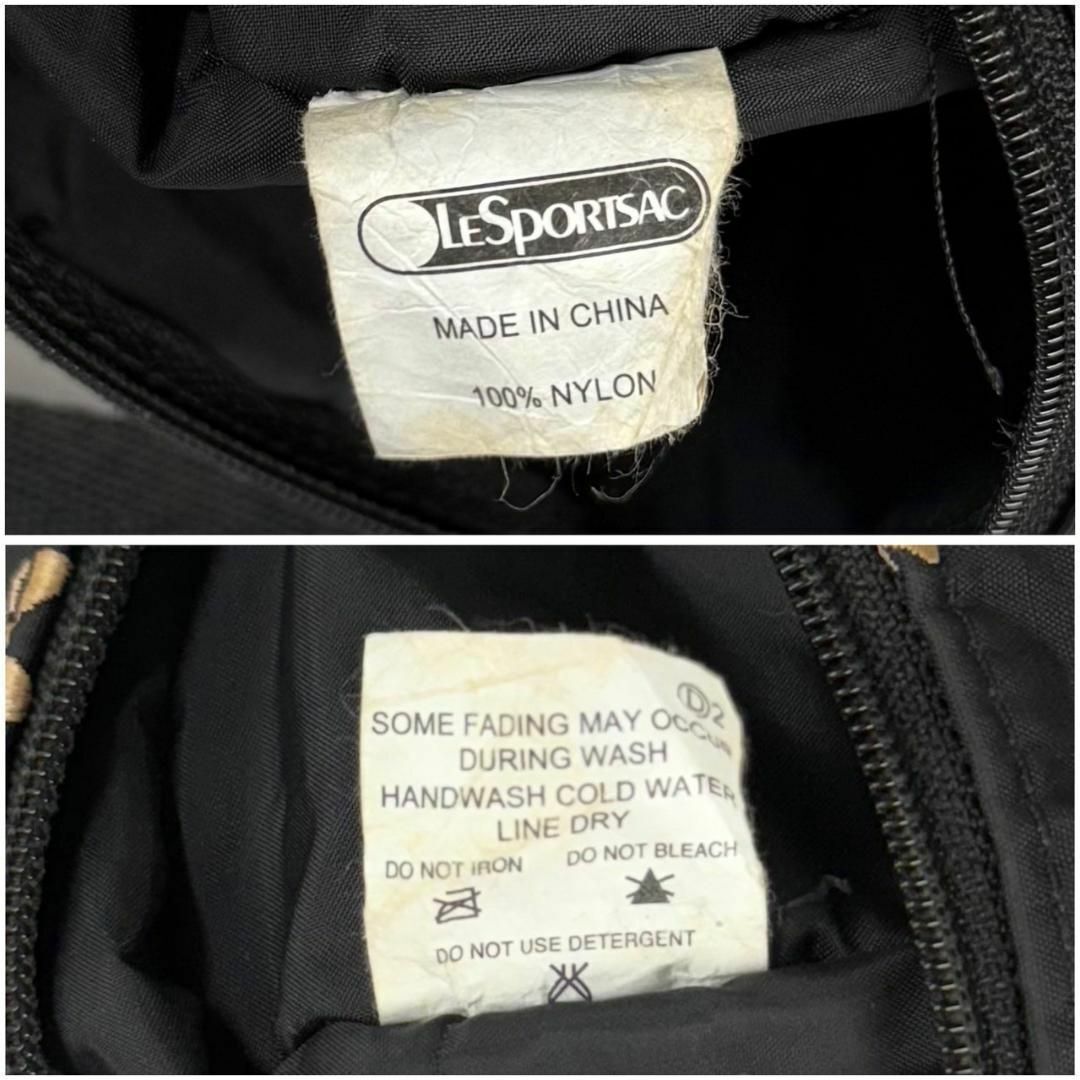 LESPORTSAC
MADE IN CHINA
100% NYLON
D 2
SOME FADING MAY OCCUR
DURING WASH
HANDWASH COLD WATER
LINE DRY
DO NOT IRON DO NOT BLEACH
DO NOT USE DETERGENT